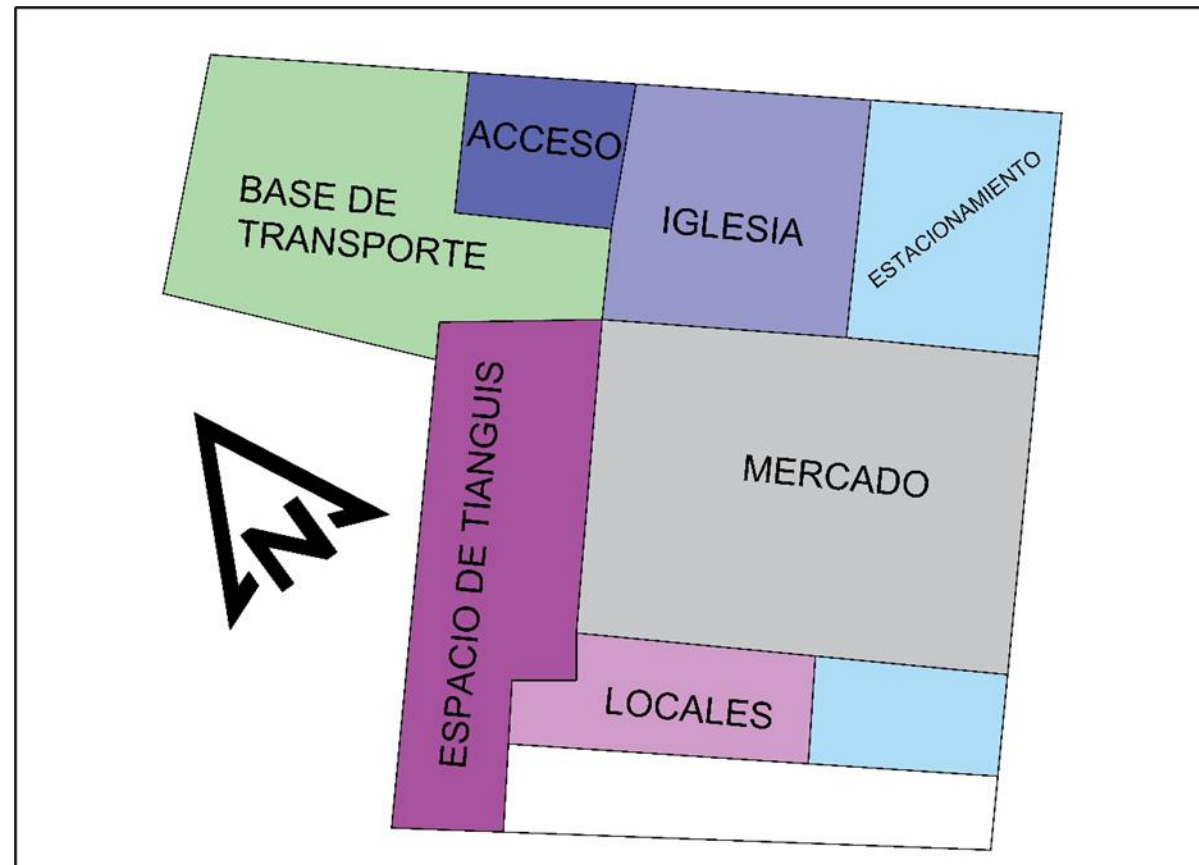 ACCESO
BASE DE
TRANSPORTE
IGLESIA
ESTACIONAMIENTO
MERCADO
ESPACIO DE TIANGUIS
N
LOCALES